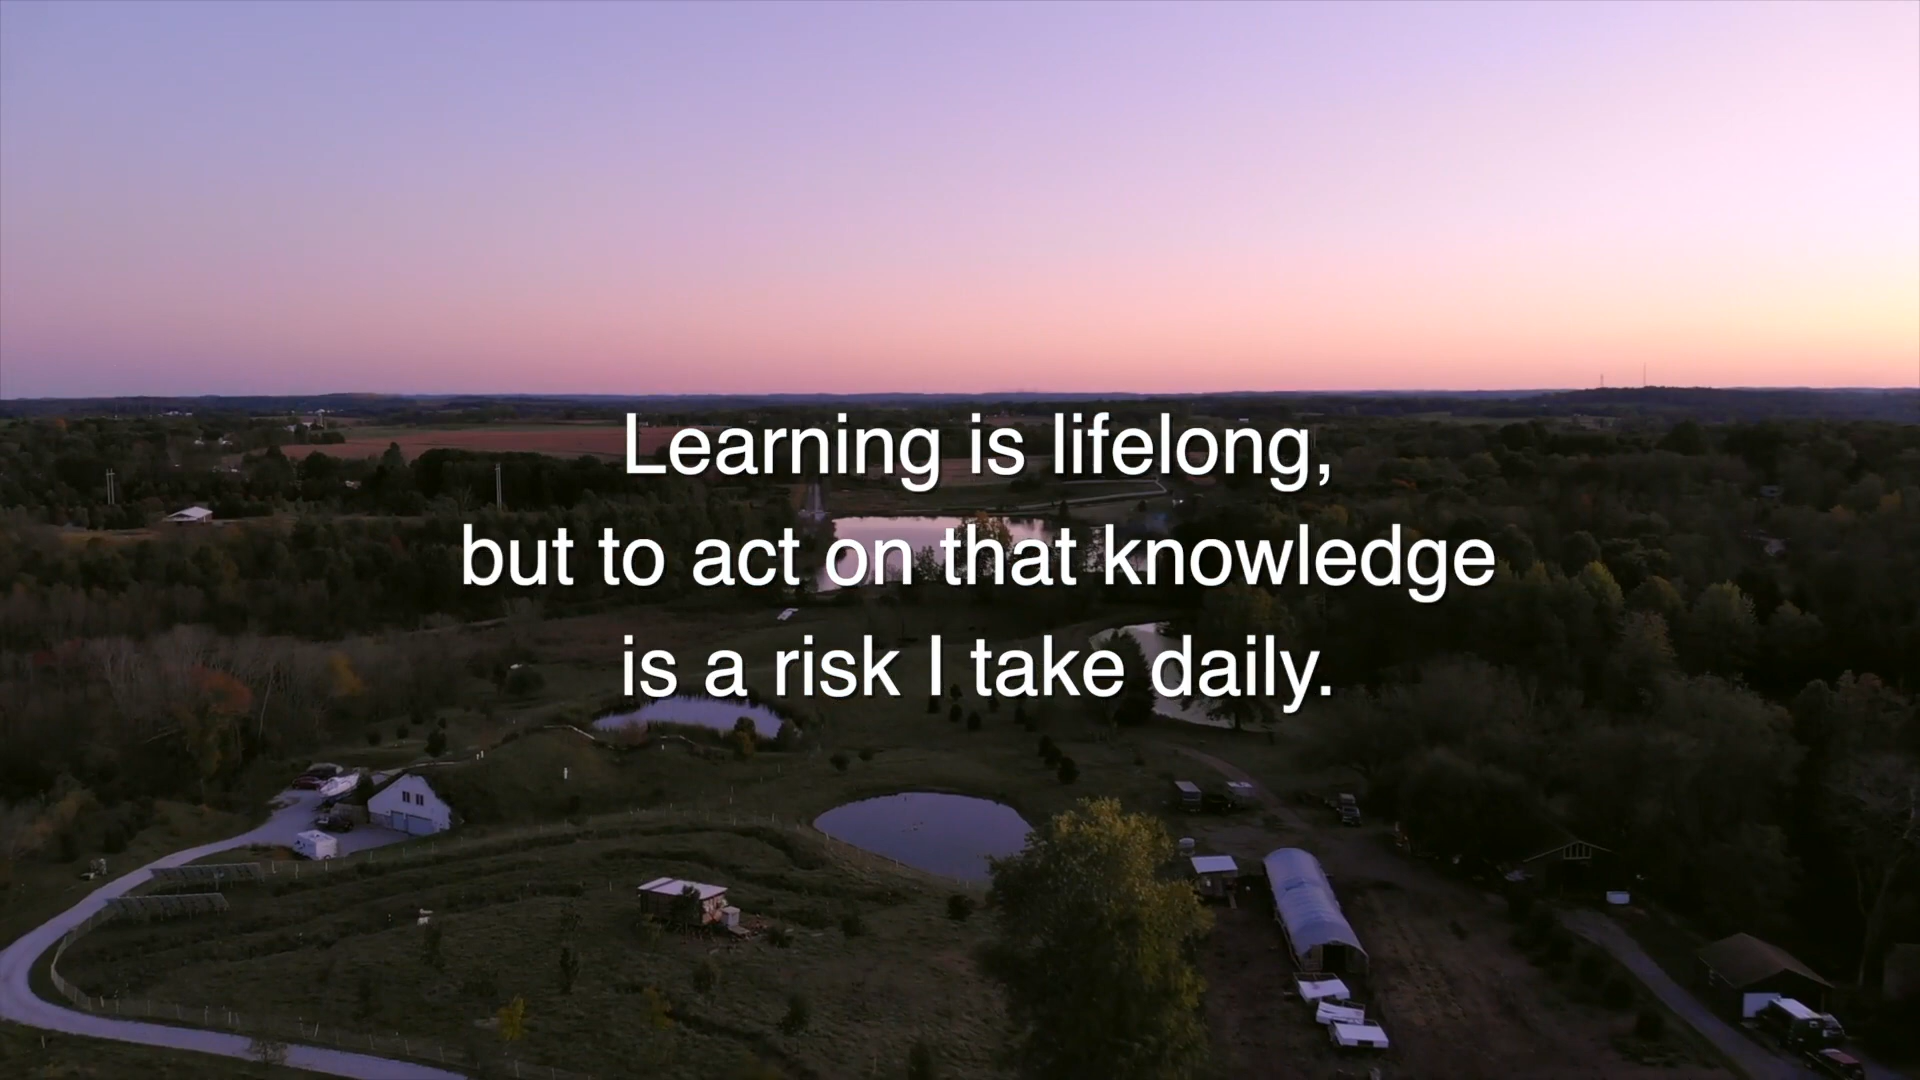 Learning is lifelong,
but to act on that knowledge
is a risk I take daily.